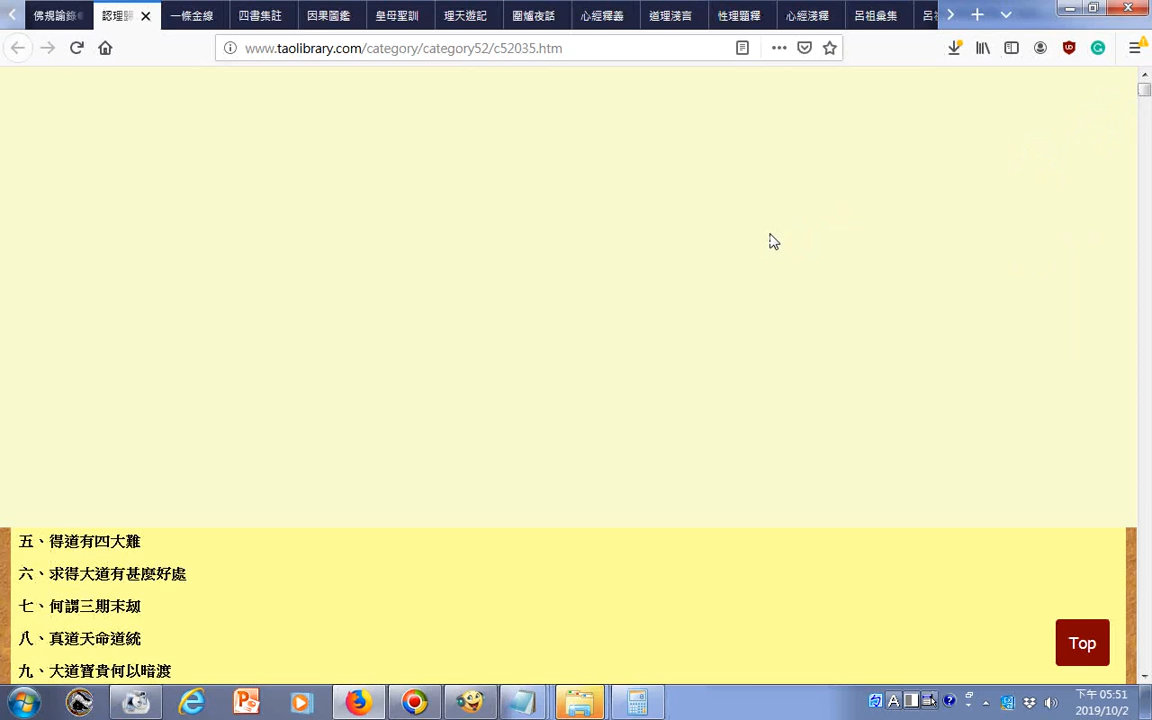 佛規諭錄
認理歸
一條金線
四書集註
因果圖鑑
皇母聖訓
理天遊記
圍爐夜話
心經釋義
道理淺言
性理題釋
心經淺釋
呂祖彙集
www.taolibrary.com/category/category52/c52035.htm
五、得道有四大難
六、求得大道有甚麼好處
七、何謂三期末劫
八、真道天命道統
九、大道寶貴何以暗渡
Top
下午 05:51
2019/10/2